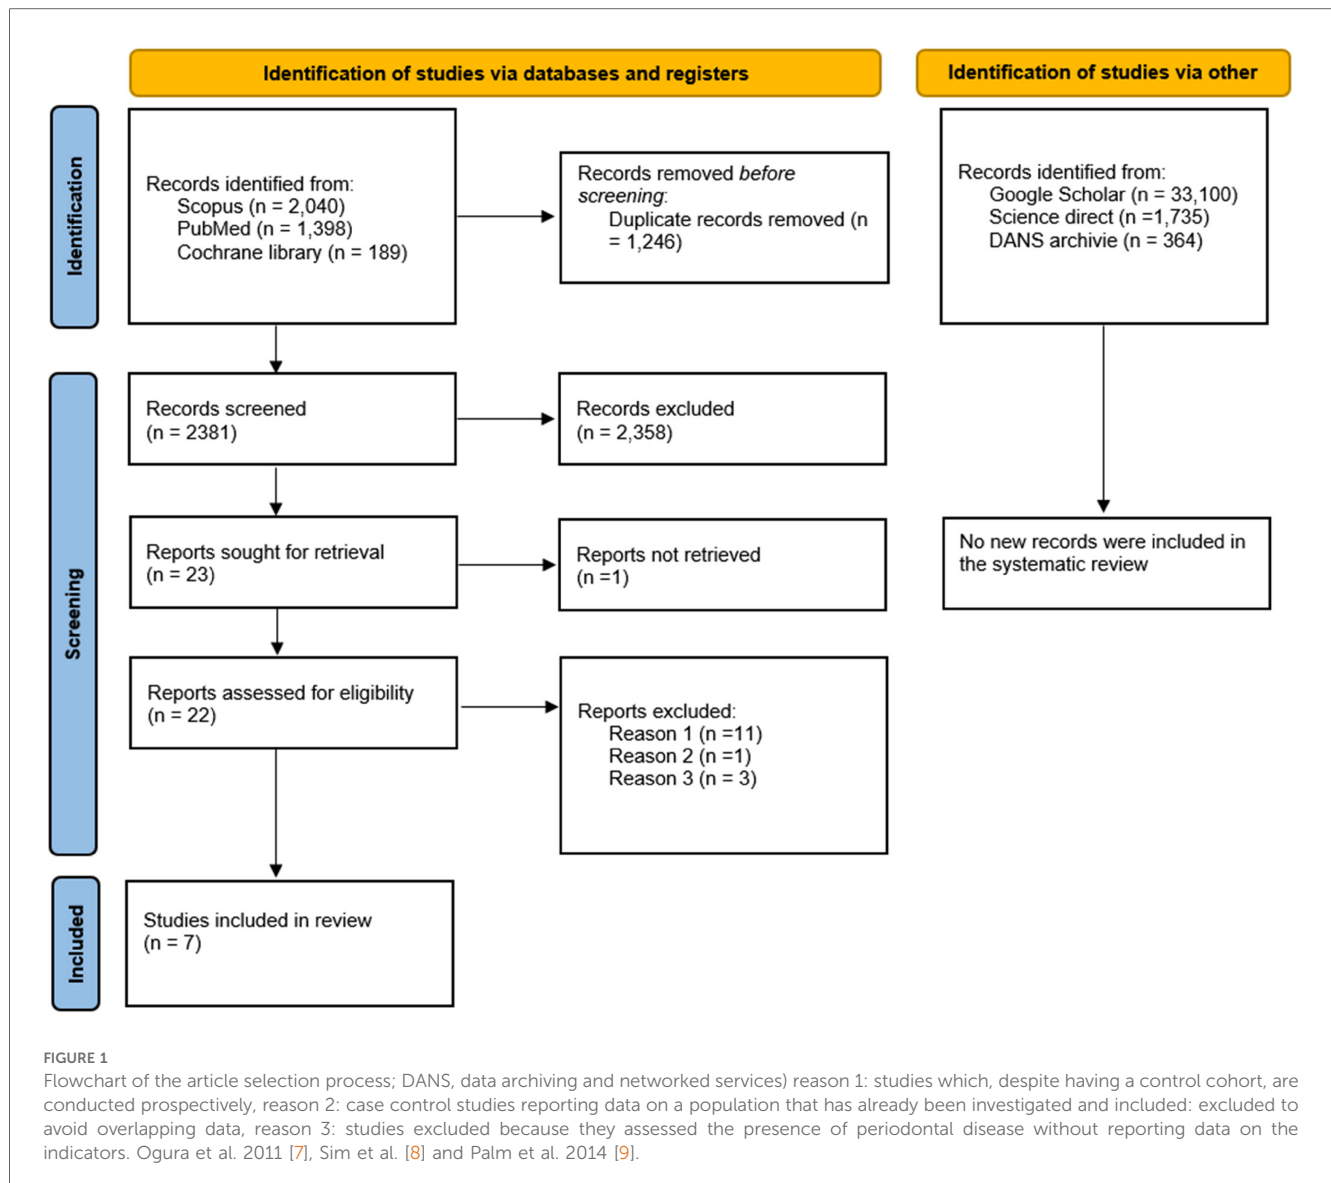 Identification of studies via databases and registers
Identification of studies via other
Identification
Records identified from:
Scopus (n = 2,040)
PubMed (n = 1,398)
Cochrane library (n = 189)
Records removed before
screening:
Duplicate records removed (n
= 1,246)
Records identified from:
Google Scholar (n = 33,100)
Science direct (n =1,735)
DANS archivie (n = 364)
Screening
Records screened
(n = 2381)
Records excluded
(n = 2,358)
Reports sought for retrieval
(n = 23)
Reports not retrieved
(n =1)
No new records were included in
the systematic review
Reports assessed for eligibility
(n = 22)
Reports excluded:
Reason 1 (n =11)
Reason 2 (n =1)
Reason 3 (n = 3)
Included
Studies included in review
(n = 7)
FIGURE 1
Flowchart of the article selection process; DANS, data archiving and networked services) reason 1: studies which, despite having a control cohort, are
conducted prospectively, reason 2: case control studies reporting data on a population that has already been investigated and included: excluded to
avoid overlapping data, reason 3: studies excluded because they assessed the presence of periodontal disease without reporting data on the
indicators. Ogura et al. 2011 [7], Sim et al. [8] and Palm et al. 2014 [9].